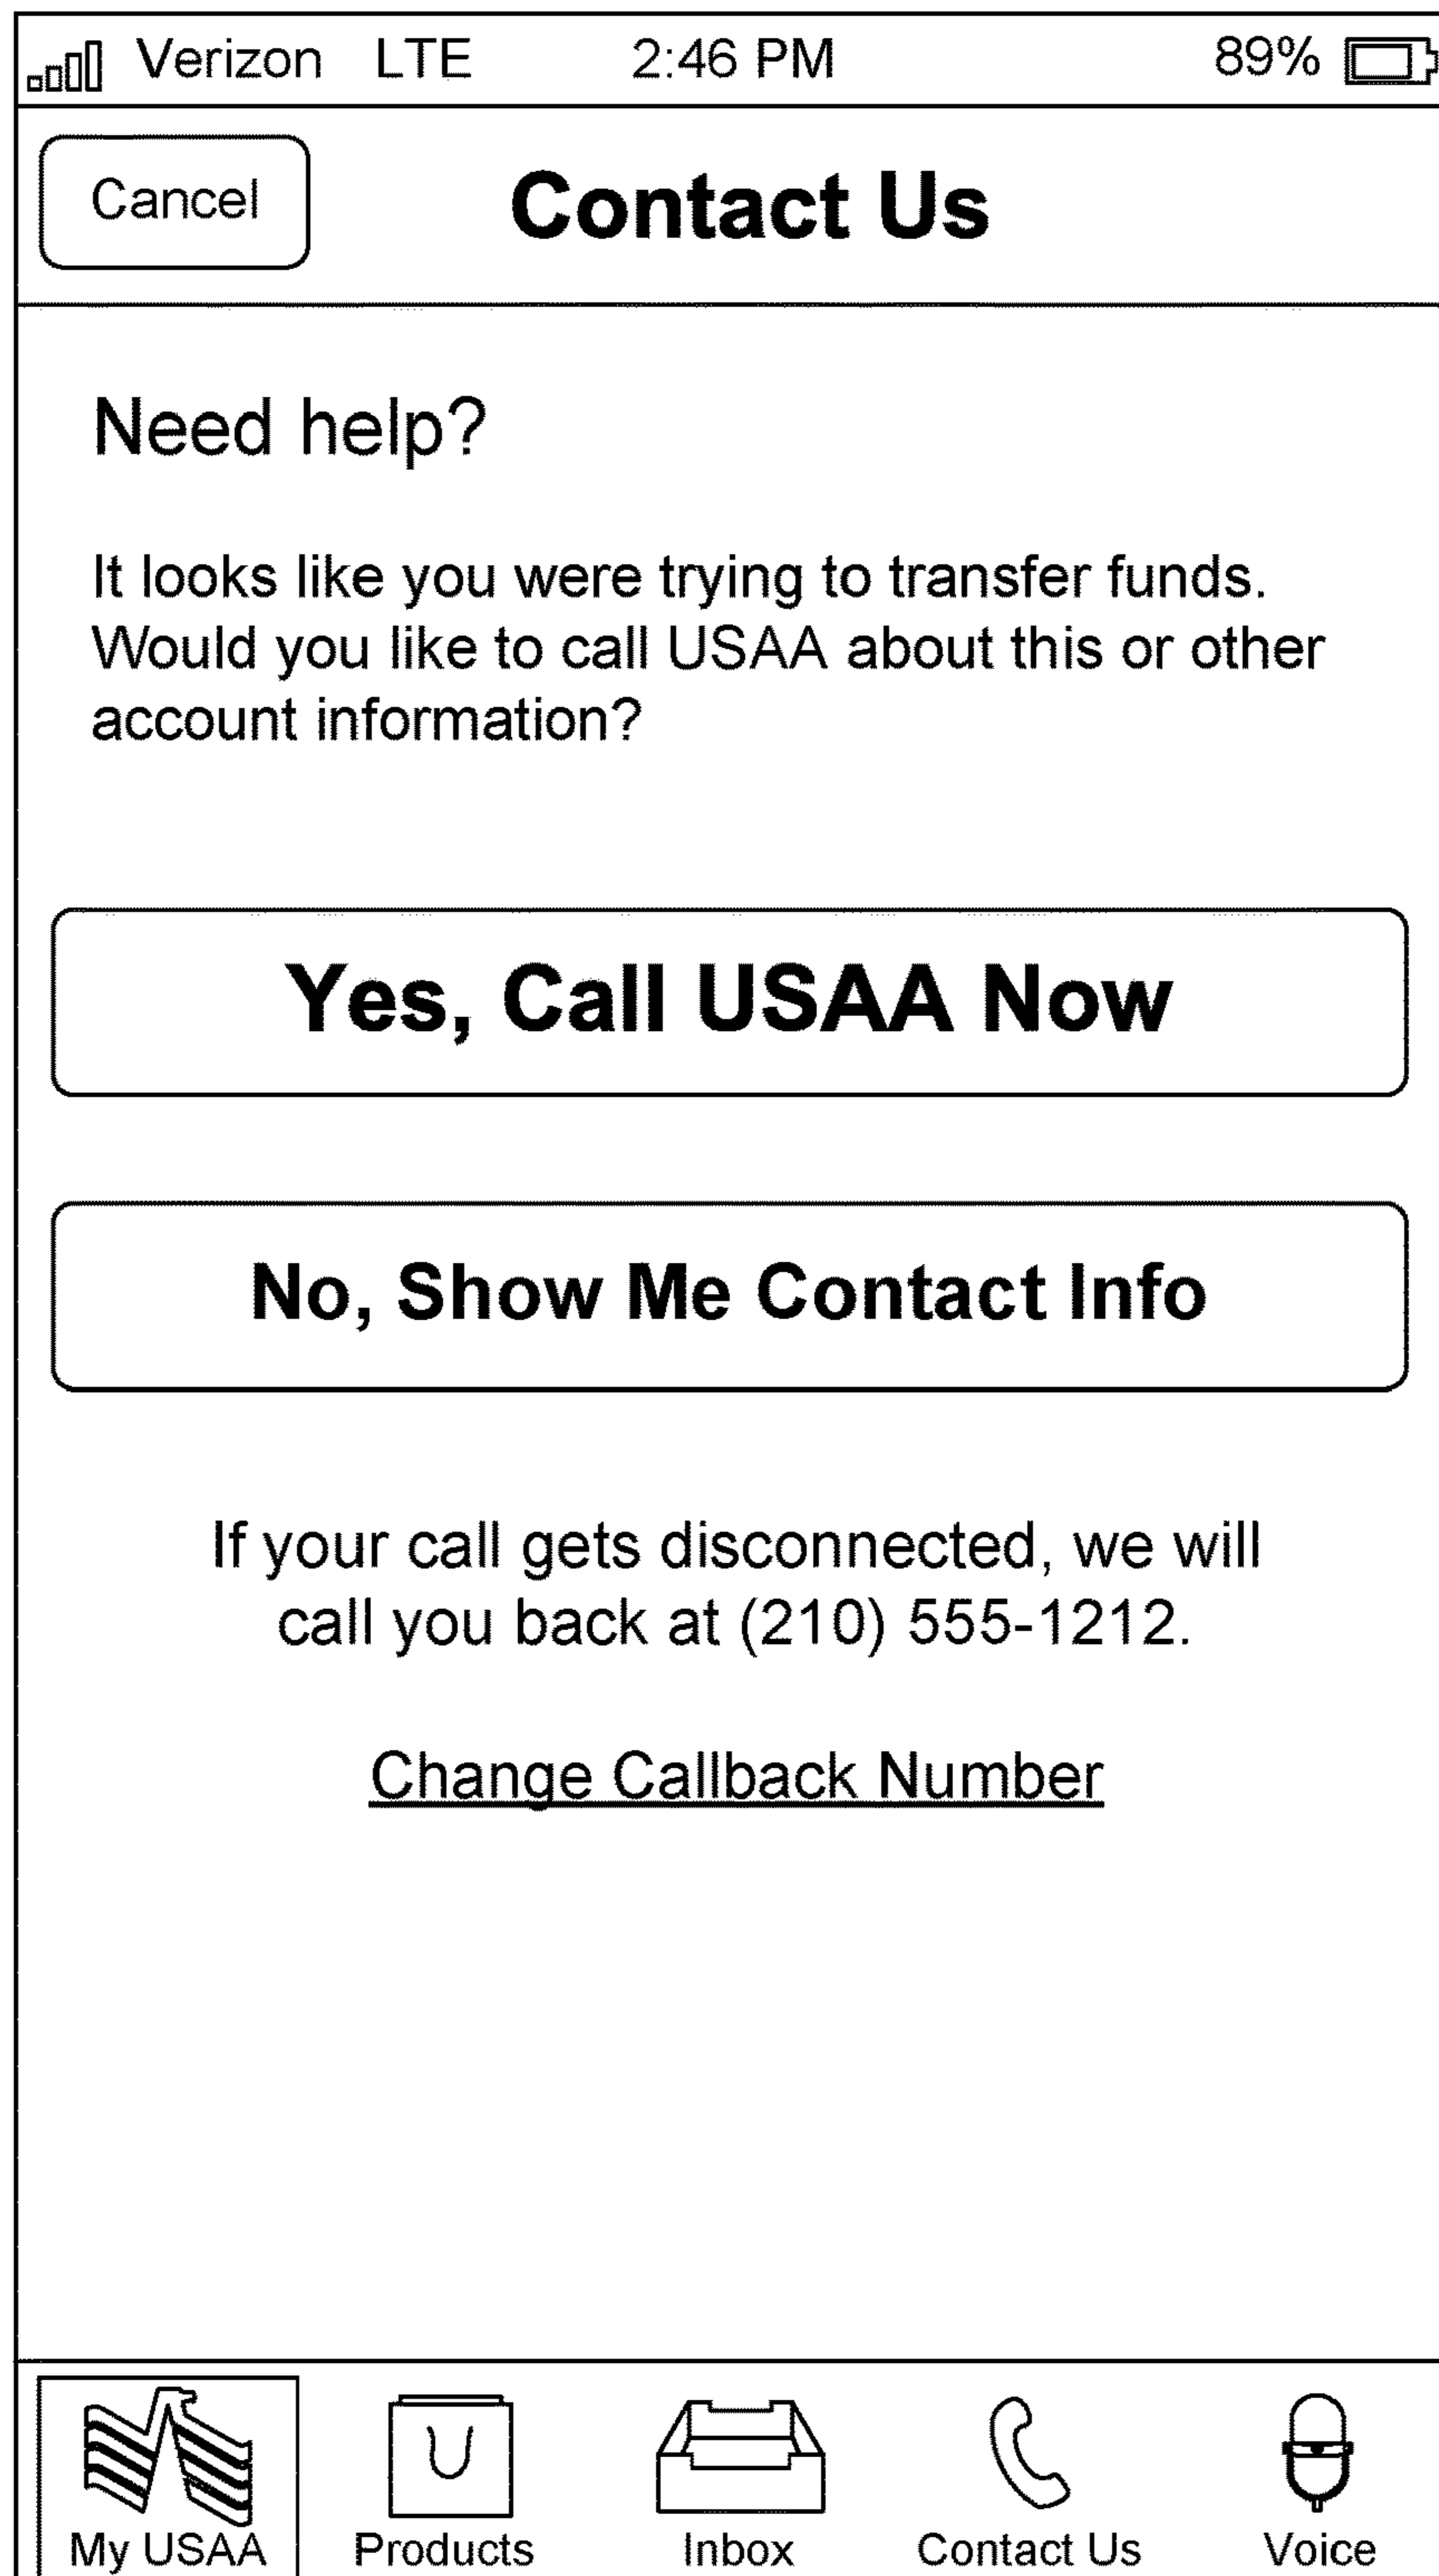 Verizon LTE 2:46 PM 89%
Cancel Contact Us
Need help?
It looks like you were trying to transfer funds.
Would you like to call USAA about this or other
account information?
Yes, Call USAA Now
No, Show Me Contact Info
If your call gets disconnected, we will
call you back at (210) 555-1212.
Change Callback Number
My USAA Products Inbox Contact Us Voice